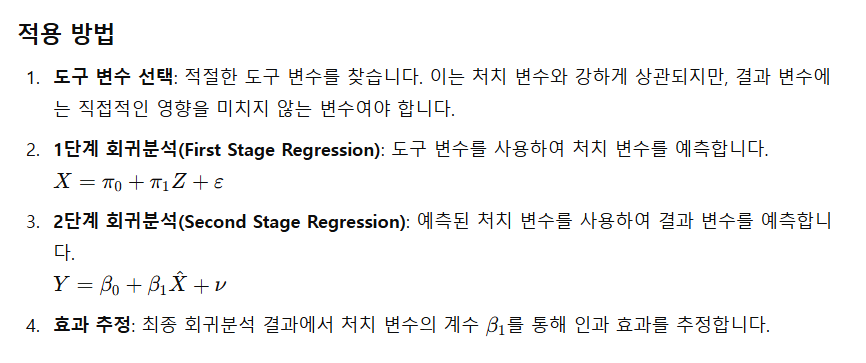 적용 방법
1. 도구 변수 선택: 적절한 도구 변수를 찾습니다. 이는 처치 변수와 강하게 상관되지만, 결과 변수에
는 직접적인 영향을 미치지 않는 변수여야 합니다.
2. 1단계 회귀분석(First Stage Regression): 도구 변수를 사용하여 처치 변수를 예측합니다.
X = π₀ + π₁Z + ε
3. 2단계 회귀분석(Second Stage Regression): 예측된 처치 변수를 사용하여 결과 변수를 예측합니
다.
Y = β₀ + β₁X̂ + ν
4. 효과 추정: 최종 회귀분석 결과에서 처치 변수의 계수 β₁를 통해 인과 효과를 추정합니다.